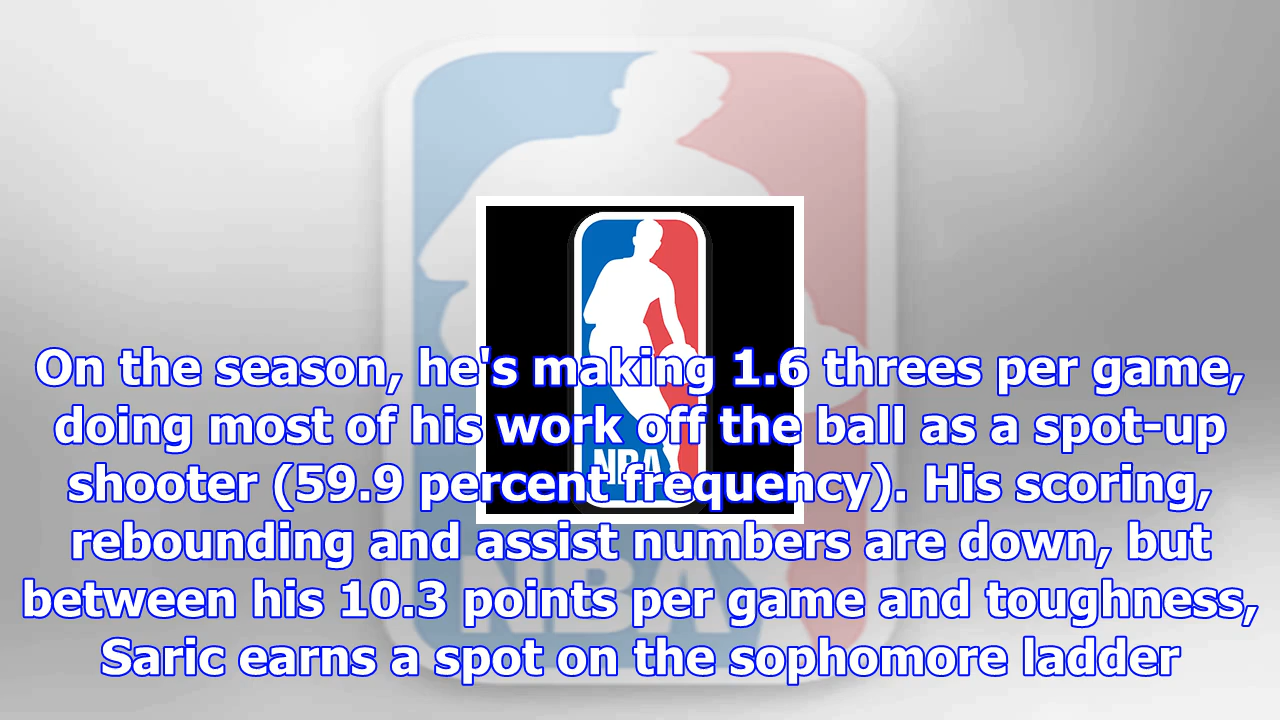 On the season, he's making 1.6 threes per game,
doing most of his work off the ball as a spot-up
shooter (59.9 percent frequency). His scoring,
rebounding and assist numbers are down, but
between his 10.3 points per game and toughness,
Saric earns a spot on the sophomore ladder
NBA
NBA